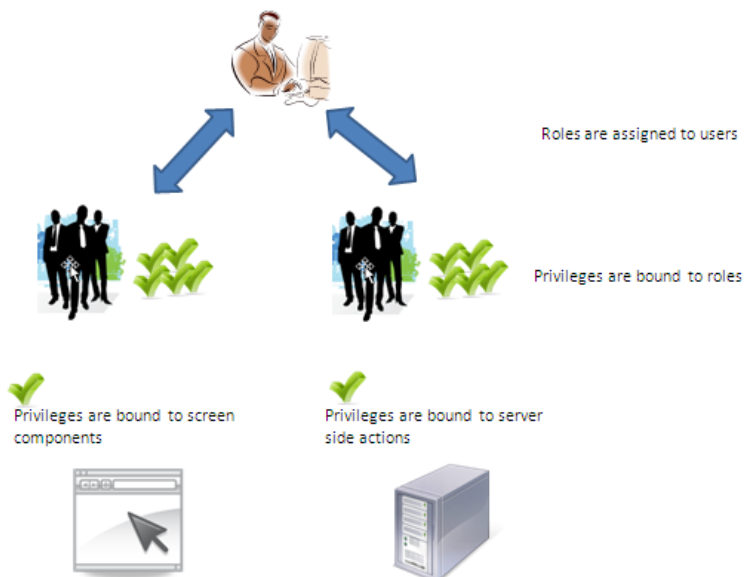 Roles are assigned to users
Privileges are bound to roles
Privileges are bound to screen
components
Privileges are bound to server
side actions